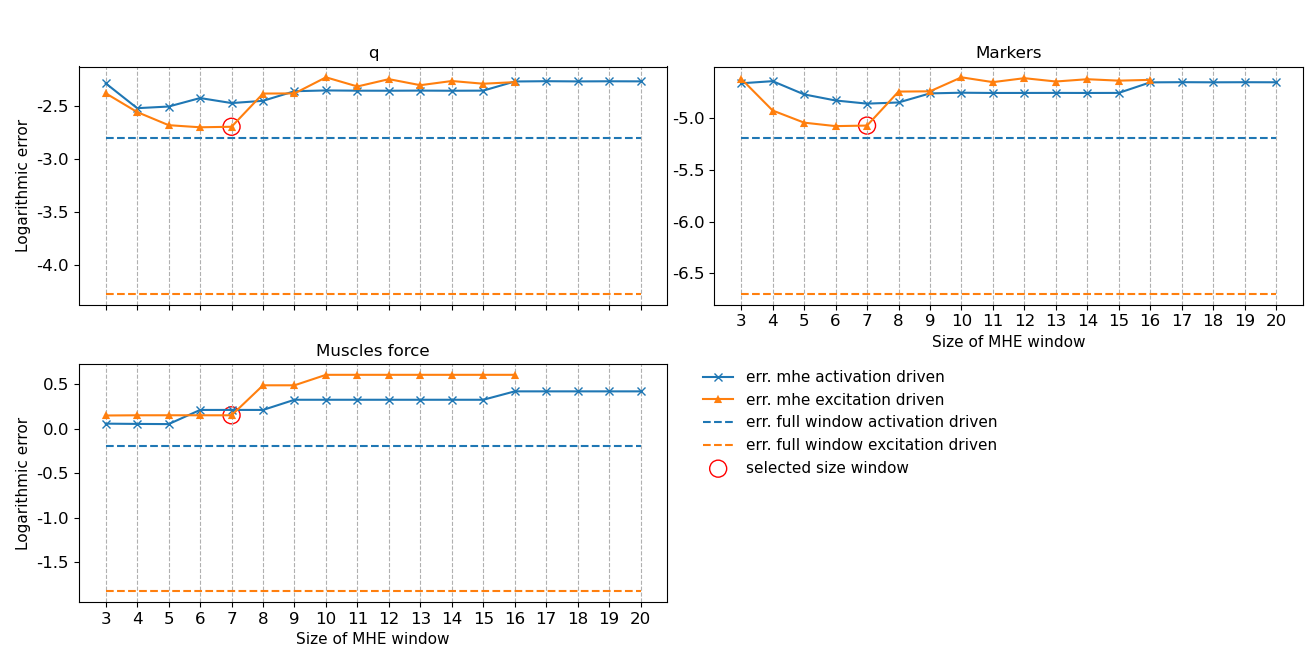 q
-2.5
-3.0
-3.5
-4.0
Logarithmic error
Markers
-5.0
-5.5
-6.0
-6.5
3 4 5 6 7 8 9 10 11 12 13 14 15 16 17 18 19 20
Size of MHE window
Muscles force
0.5
0.0
-0.5
-1.0
-1.5
Logarithmic error
3 4 5 6 7 8 9 10 11 12 13 14 15 16 17 18 19 20
Size of MHE window
err. mhe activation driven
err. mhe excitation driven
err. full window activation driven
err. full window excitation driven
selected size window